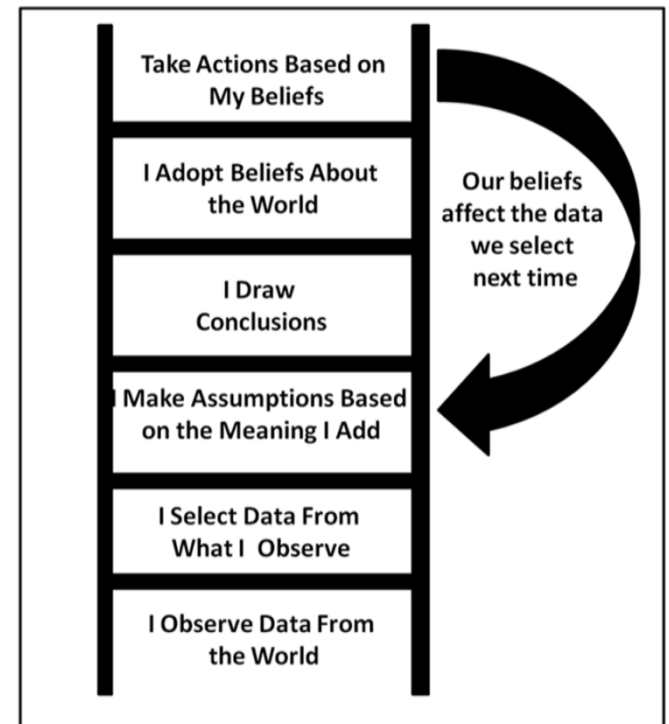 Take Actions Based on
My Beliefs
I Adopt Beliefs About
the World
I Draw
Conclusions
I Make Assumptions Based
on the Meaning I Add
I Select Data From
What I  Observe
I Observe Data From
the World
Our beliefs
affect the data
we select
next time